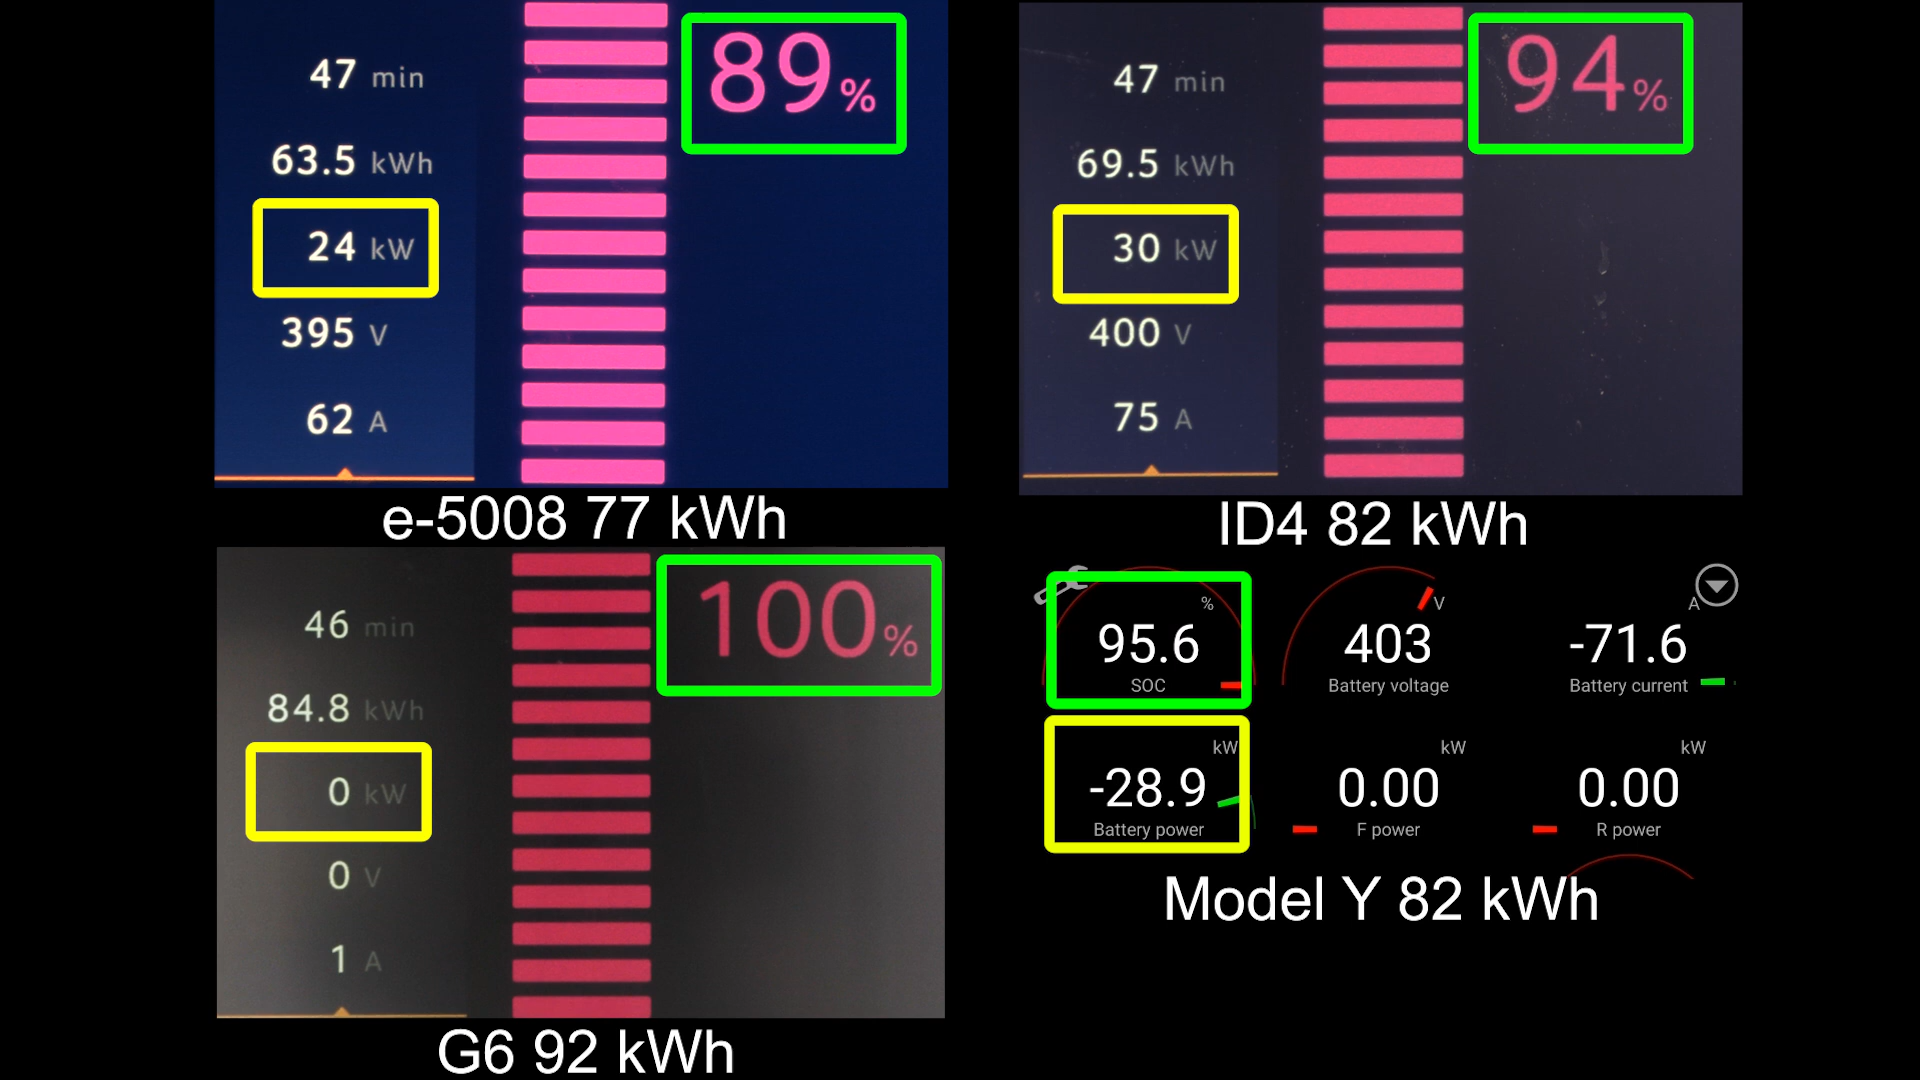 47 min
63.5 kWh
24 kW
395 V
62 A
89%
e-5008 77 kWh
47 min
69.5 kWh
30 kW
400 V
75 A
94%
ID4 82 kWh
46 min
84.8 kWh
0 kW
0 V
1 A
100%
G6 92 kWh
%
95.6
SOC
V
403
Battery voltage
A
-71.6
Battery current
kW
-28.9
Battery power
kW
0.00
F power
kW
0.00
R power
Model Y 82 kWh